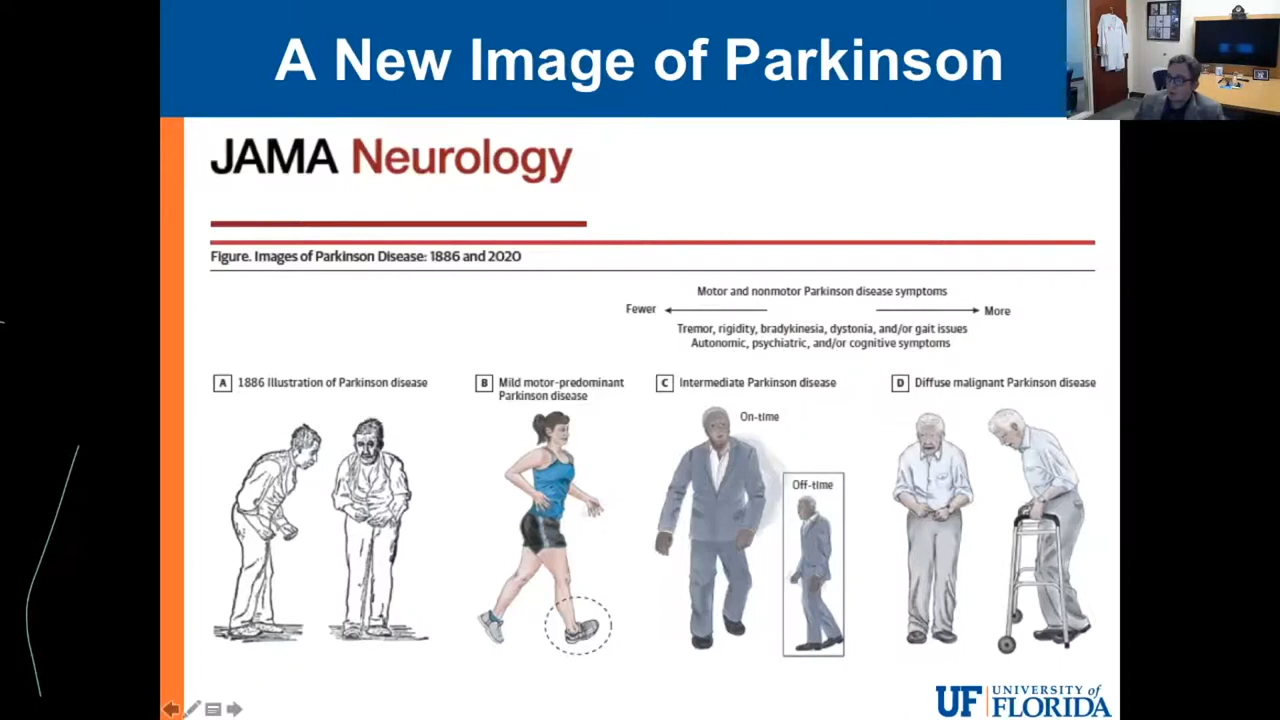 A New Image of Parkinson
JAMA Neurology
Figure. Images of Parkinson Disease: 1886 and 2020
Motor and nonmotor Parkinson disease symptoms
Fewer
More
Tremor, rigidity, bradykinesia, dystonia, and/or gait issues
Autonomic, psychiatric, and/or cognitive symptoms
A 1886 Illustration of Parkinson disease
B Mild motor-predominant
Parkinson disease
C Intermediate Parkinson disease
D Diffuse malignant Parkinson disease
On-time
Off-time
UF UNIVERSITY of
FLORIDA